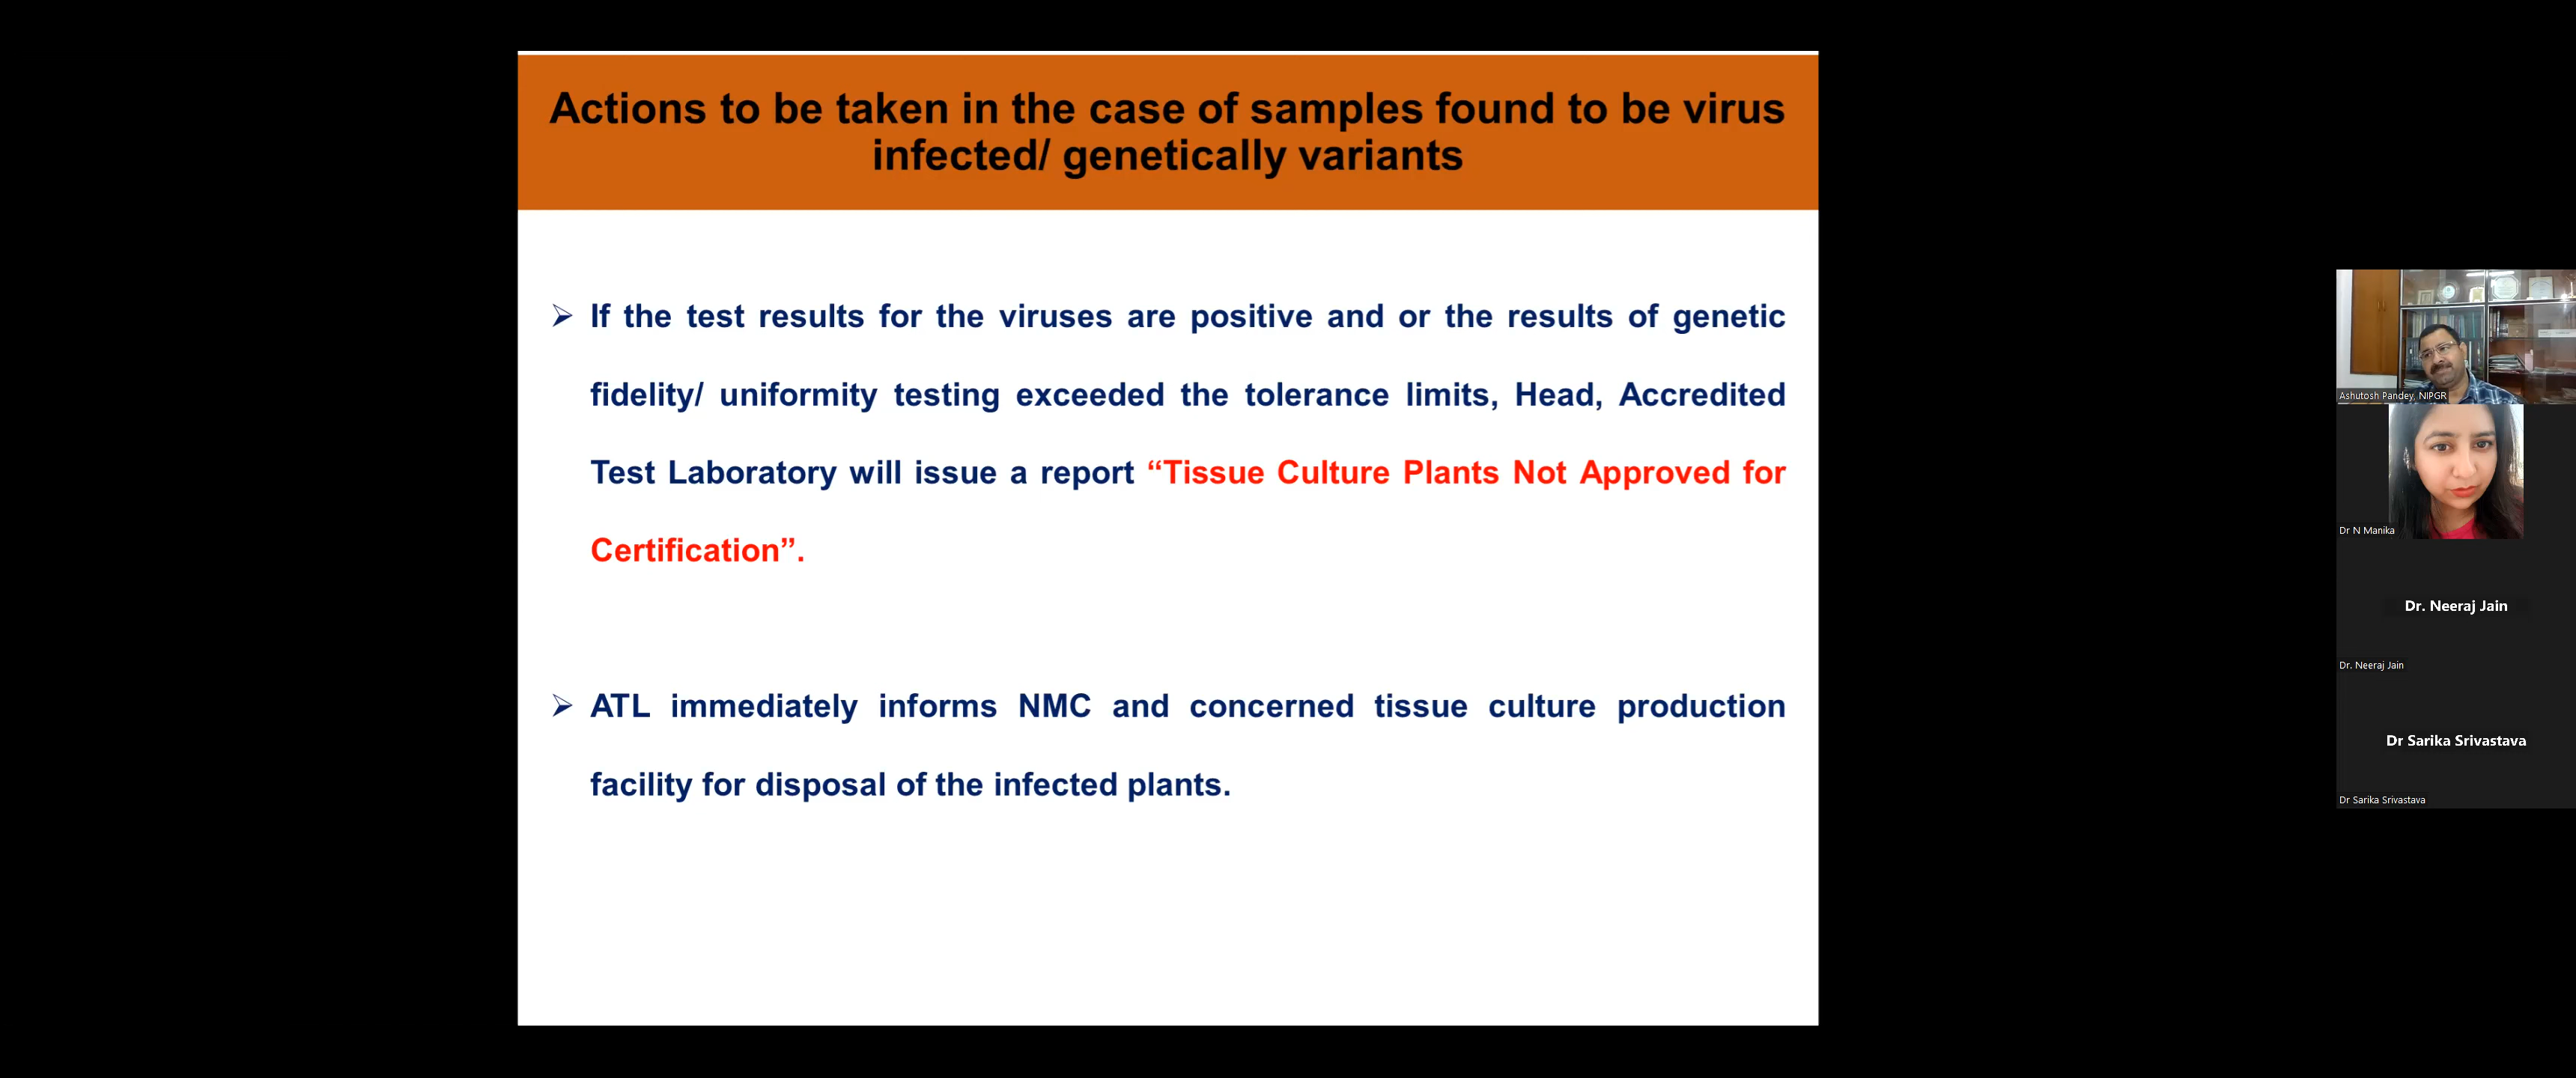 Actions to be taken in the case of samples found to be virus
infected/ genetically variants
➢ If the test results for the viruses are positive and or the results of genetic
fidelity/ uniformity testing exceeded the tolerance limits, Head, Accredited
Test Laboratory will issue a report “Tissue Culture Plants Not Approved for
Certification”.
➢ ATL immediately informs NMC and concerned tissue culture production
facility for disposal of the infected plants.
Ashutosh Pandey, NIPGR
Dr N Manika
Dr. Neeraj Jain
Dr. Neeraj Jain
Dr Sarika Srivastava
Dr Sarika Srivastava